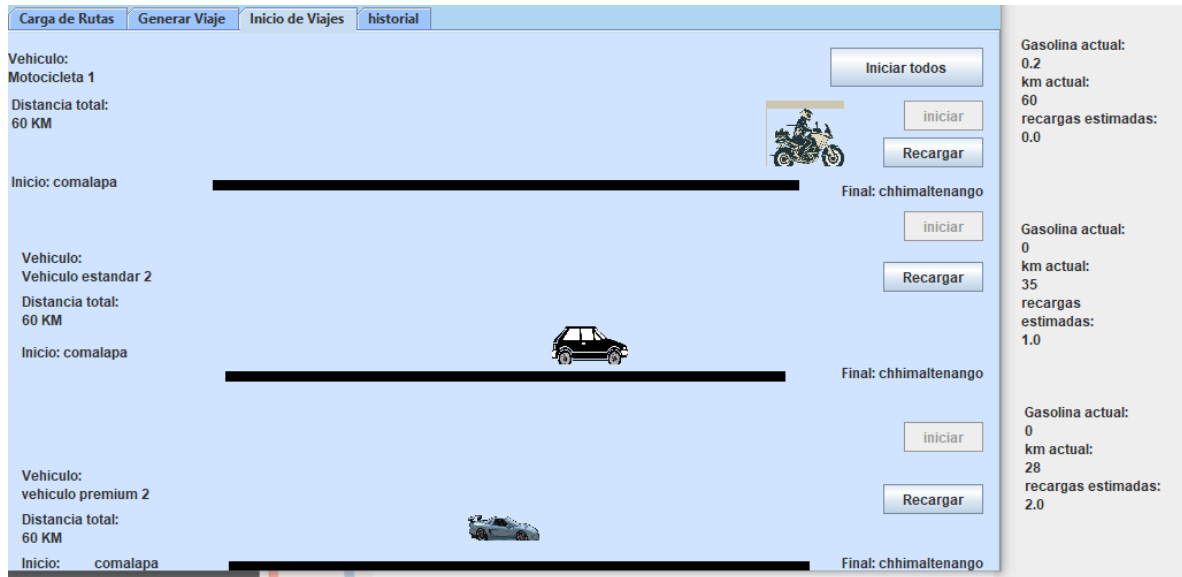 Carga de Rutas
Generar Viaje
Inicio de Viajes
historial
Vehiculo:
Motocicleta 1
Iniciar todos
Distancia total:
60 KM
iniciar
Recargar
Inicio: comalapa
Final: chhimaltenango
Gasolina actual:
0.2
km actual:
60
recargas estimadas:
0.0
iniciar
Vehiculo:
Vehiculo estandar 2
Recargar
Distancia total:
60 KM
Inicio: comalapa
Final: chhimaltenango
Gasolina actual:
0
km actual:
35
recargas
estimadas:
1.0
iniciar
Vehiculo:
vehiculo premium 2
Recargar
Distancia total:
60 KM
Inicio: comalapa
Final: chhimaltenango
Gasolina actual:
0
km actual:
28
recargas estimadas:
2.0